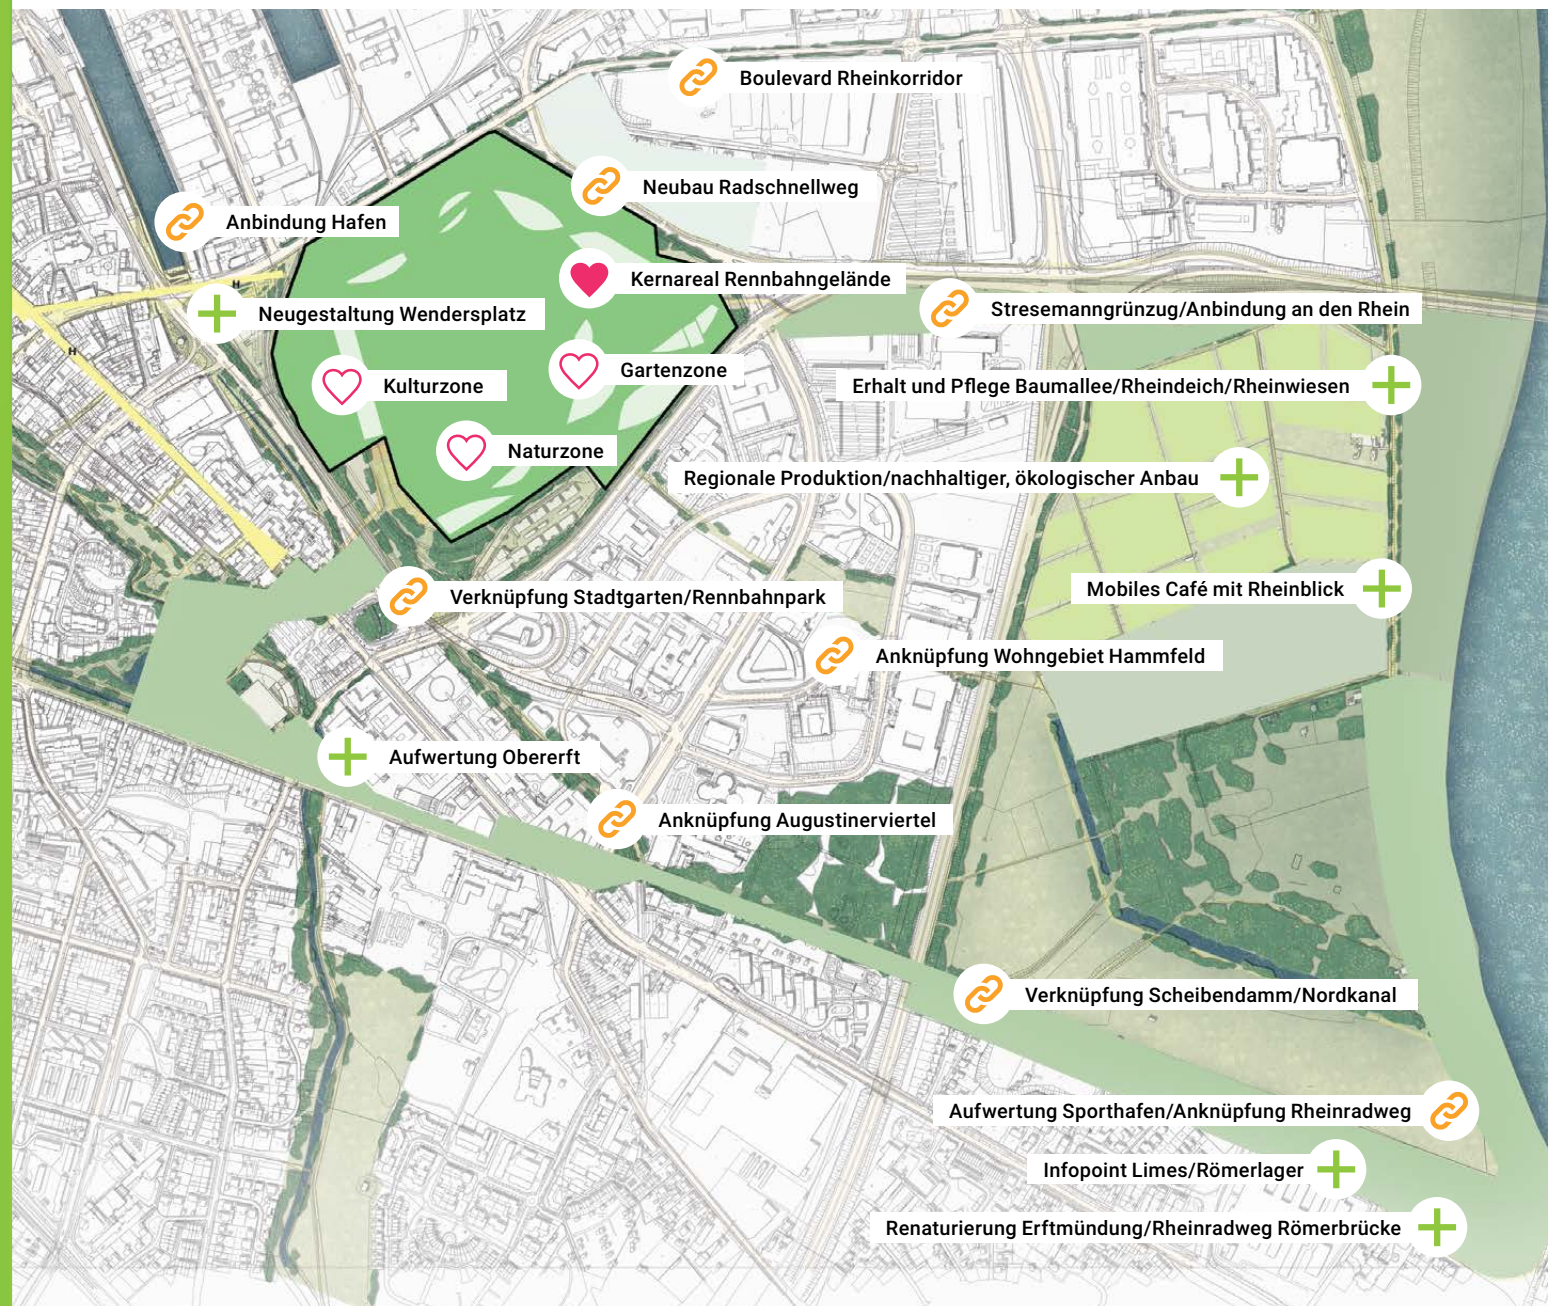 Boulevard Rheinkorridor
Neubau Radschnellweg
Anbindung Hafen
Kernareal Rennbahngelände
H
Neugestaltung Wendersplatz
Stresemanngrünzug/Anbindung an den Rhein
H
Gartenzone
Kulturzone
Erhalt und Pflege Baumallee/Rheindeich/Rheinwiesen
Naturzone
Regionale Produktion/nachhaltiger, ökologischer Anbau
Mobiles Café mit Rheinblick
Verknüpfung Stadtgarten/Rennbahnpark
Anknüpfung Wohngebiet Hammfeld
Aufwertung Obererft
Anknüpfung Augustinerviertel
Verknüpfung Scheibendamm/Nordkanal
Aufwertung Sporthafen/Anknüpfung Rheinradweg
Infopoint Limes/Römerlager
Renaturierung Erftmündung/Rheinradweg Römerbrücke